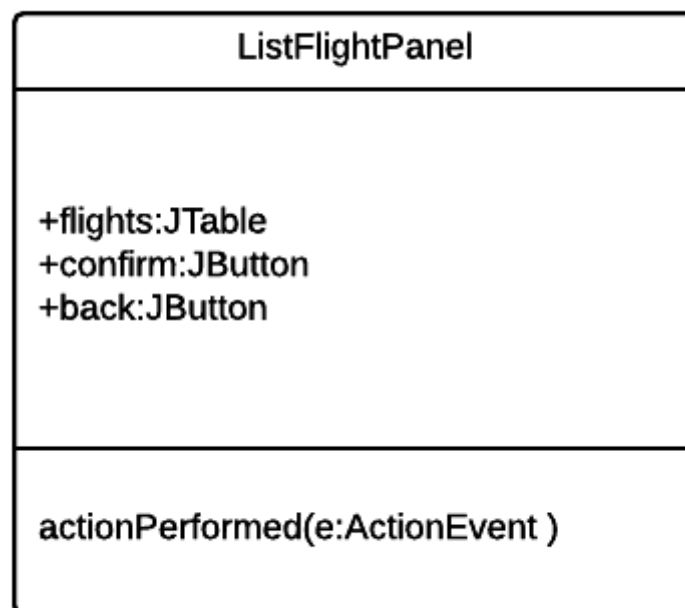 ListFlightPanel
+flights:JTable
+confirm:JButton
+back:JButton
actionPerformed(e:ActionEvent )